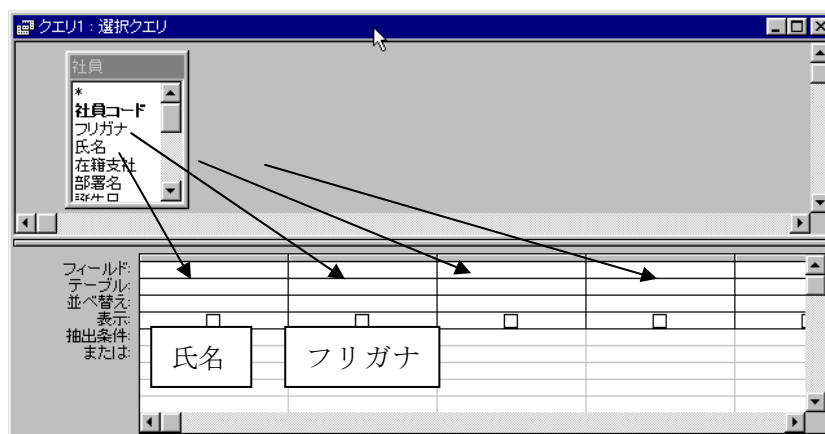 クエリ1 : 選択クエリ
社員
*
社員コード
フリガナ
氏名
在籍支社
部署名
誕生日
フィールド:
テーブル:
並べ替え:
表示:
抽出条件:
または:
氏名
フリガナ